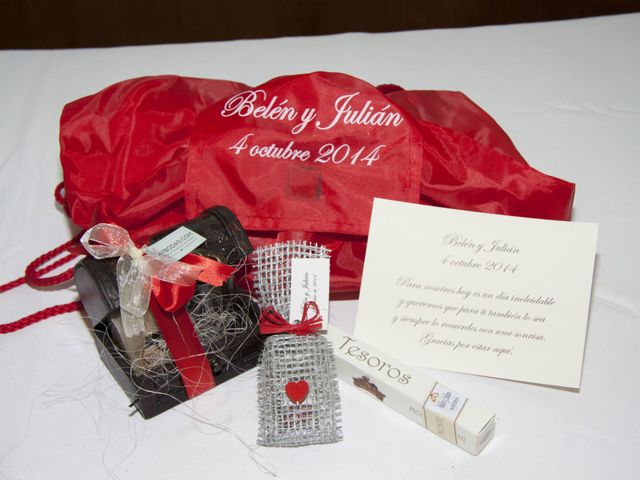 Belén y Julián
4 octubre 2014
Belén y Julián
4 octubre 2014
Para nosotros hoy es un día inolvidable
y queremos que para ti también lo sea
y siempre lo recuerdes con una sonrisa.
Gracias por estar aquí.
Tesoros